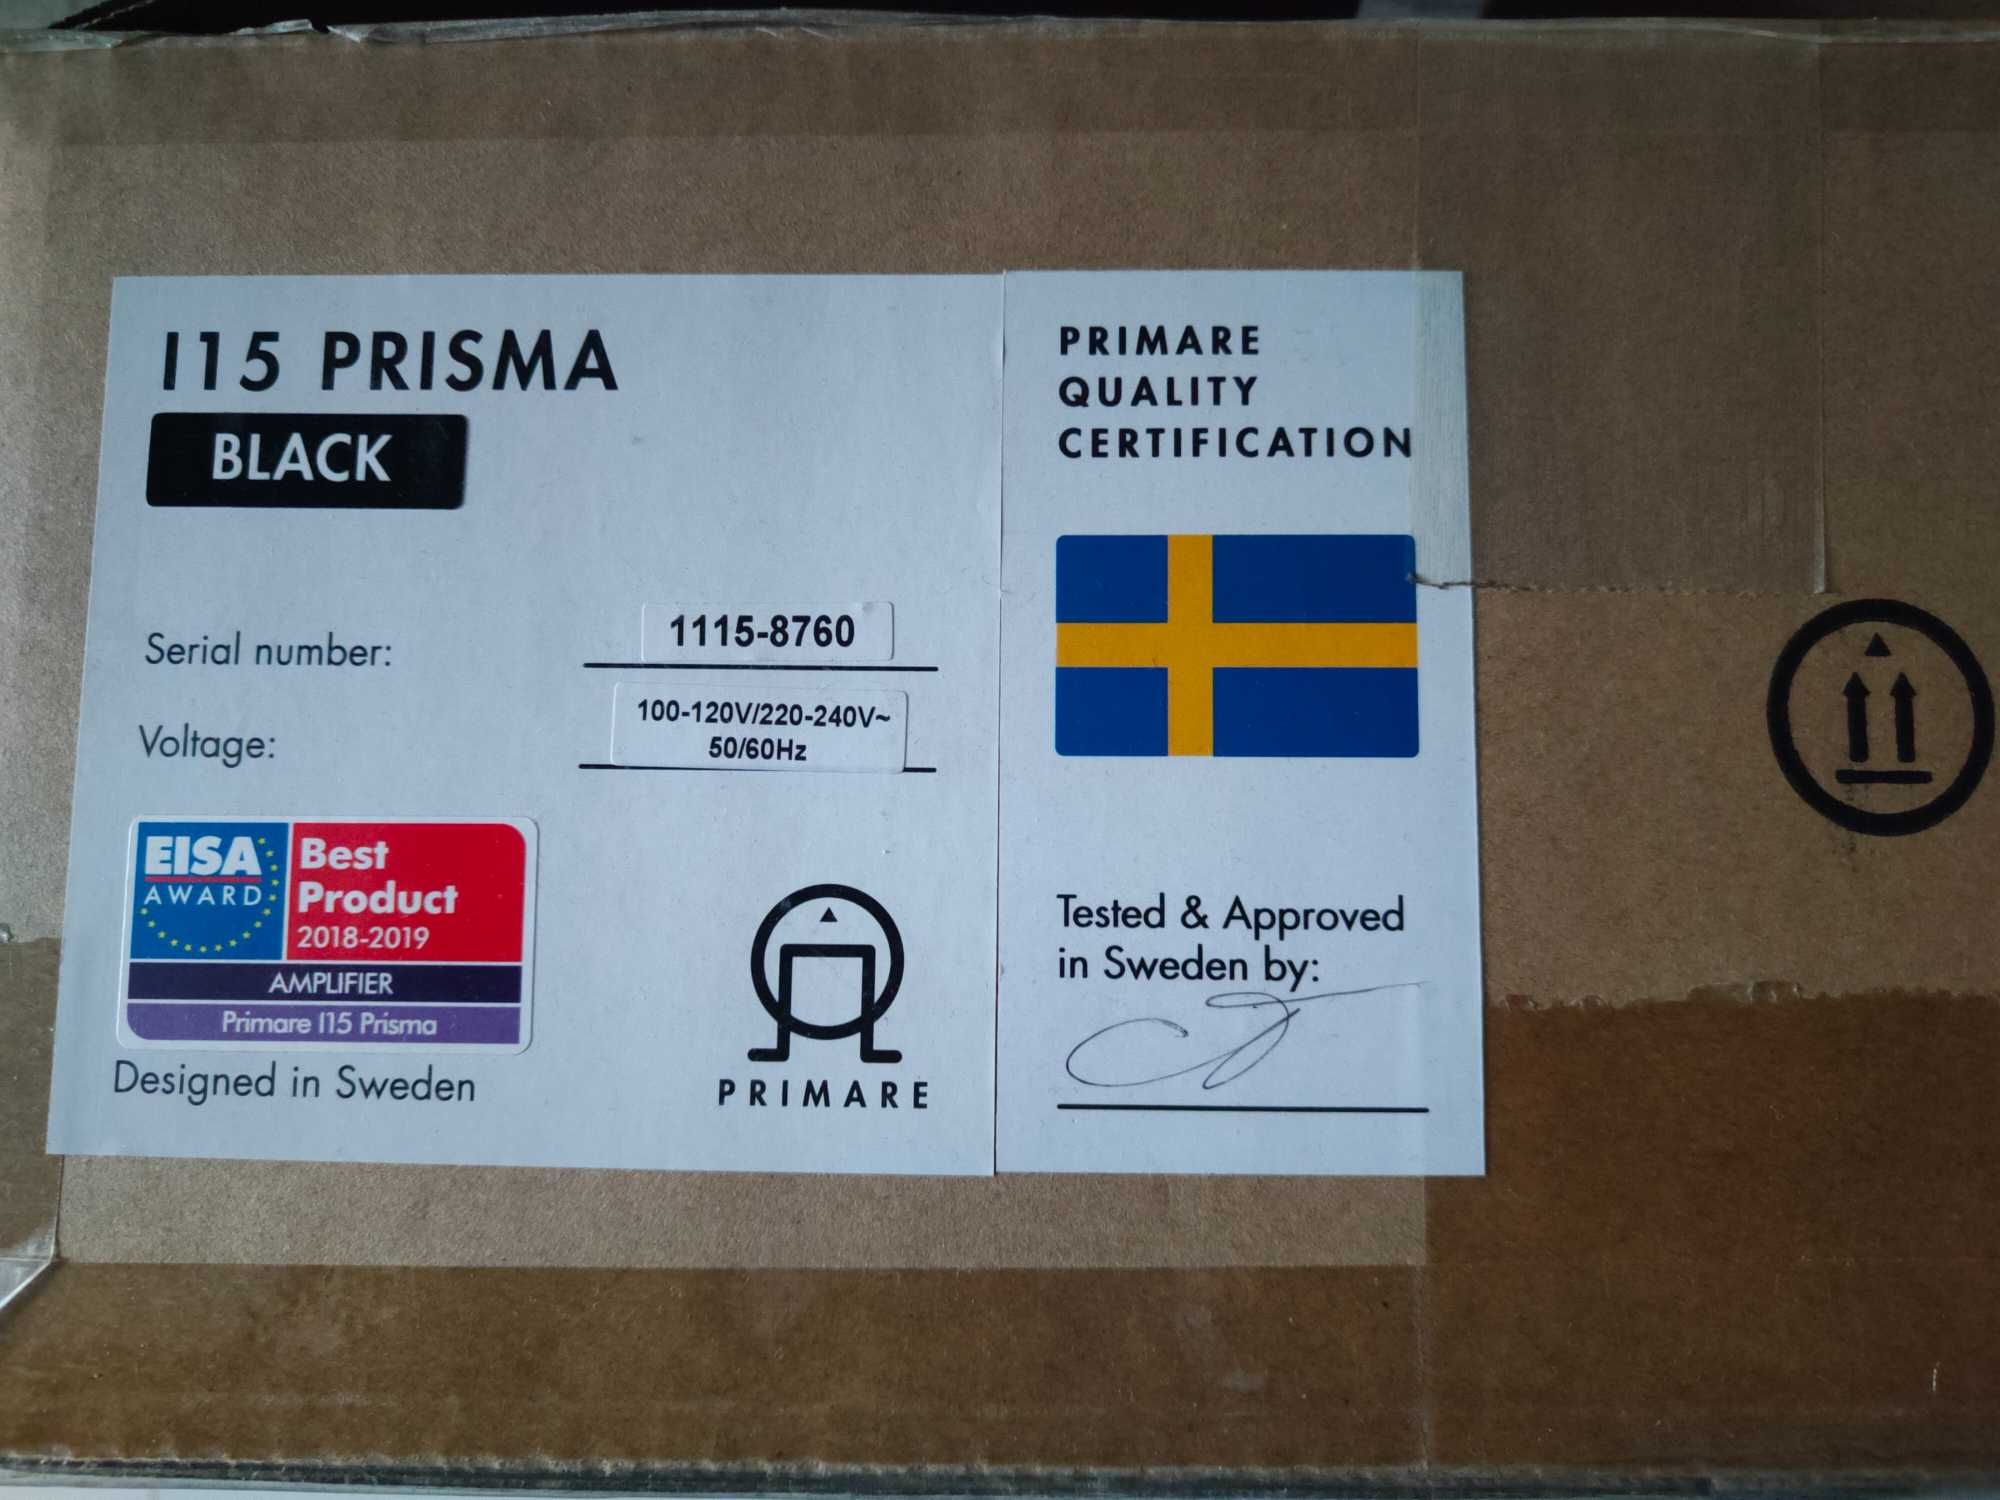 I15 PRISMA
BLACK
Serial number:
1115-8760
Voltage:
100-120V/220-240V~
50/60Hz
EISA
AWARD
Best
Product
2018-2019
AMPLIFIER
Primare I15 Prisma
Designed in Sweden
PRIMARE
PRIMARE
QUALITY
CERTIFICATION
Tested & Approved
in Sweden by: